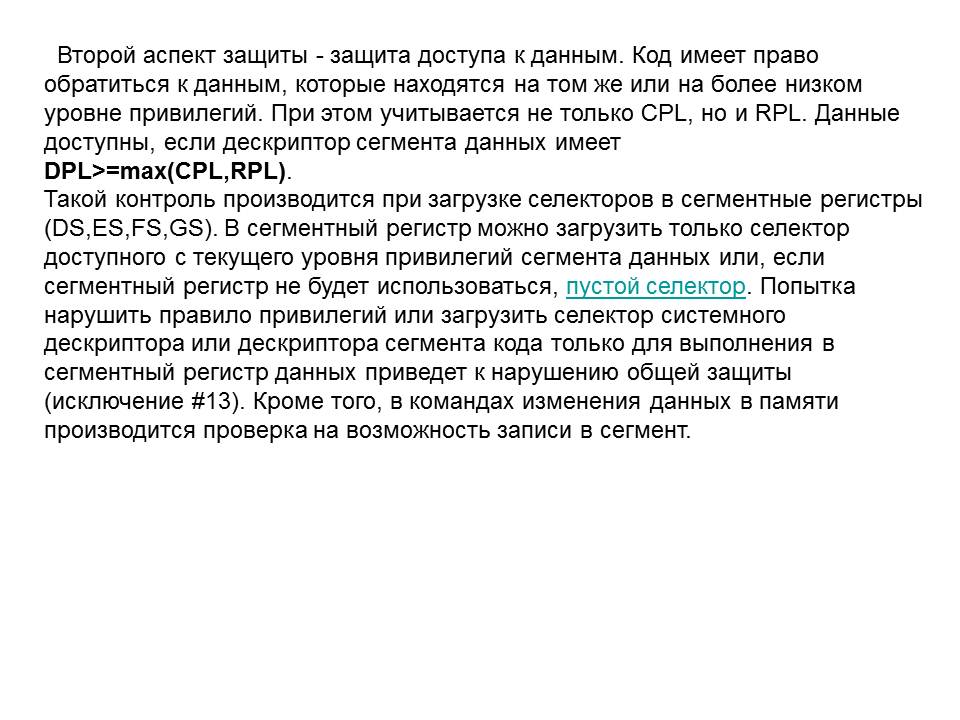 Второй аспект защиты - защита доступа к данным. Код имеет право
обратиться к данным, которые находятся на том же или на более низком
уровне привилегий. При этом учитывается не только CPL, но и RPL. Данные
доступны, если дескриптор сегмента данных имеет
DPL>=max(CPL,RPL).
Такой контроль производится при загрузке селекторов в сегментные регистры
(DS,ES,FS,GS). В сегментный регистр можно загрузить только селектор
доступного с текущего уровня привилегий сегмента данных или, если
сегментный регистр не будет использоваться, пустой селектор. Попытка
нарушить правило привилегий или загрузить селектор системного
дескриптора или дескриптора сегмента кода только для выполнения в
сегментный регистр данных приведет к нарушению общей защиты
(исключение #13). Кроме того, в командах изменения данных в памяти
производится проверка на возможность записи в сегмент.